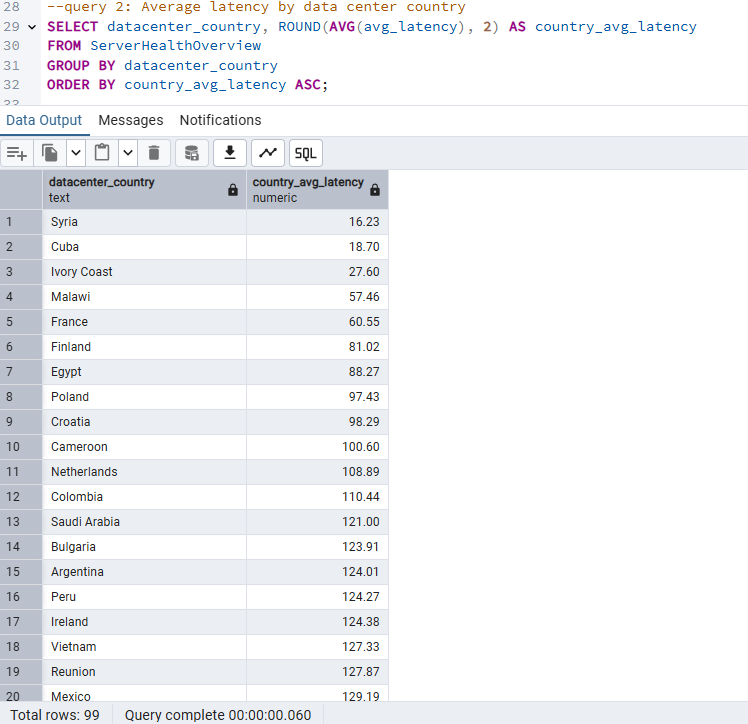 28 --query 2: Average latency by data center country
29 SELECT datacenter_country, ROUND(AVG(avg_latency), 2) AS country_avg_latency
30 FROM ServerHealthOverview
31 GROUP BY datacenter_country
32 ORDER BY country_avg_latency ASC;
33
Data Output Messages Notifications
SQL
datacenter_country country_avg_latency
text numeric
1 Syria 16.23
2 Cuba 18.70
3 Ivory Coast 27.60
4 Malawi 57.46
5 France 60.55
6 Finland 81.02
7 Egypt 88.27
8 Poland 97.43
9 Croatia 98.29
10 Cameroon 100.60
11 Netherlands 108.89
12 Colombia 110.44
13 Saudi Arabia 121.00
14 Bulgaria 123.91
15 Argentina 124.01
16 Peru 124.27
17 Ireland 124.38
18 Vietnam 127.33
19 Reunion 127.87
20 Mexico 129.19
Total rows: 99 Query complete 00:00:00.060